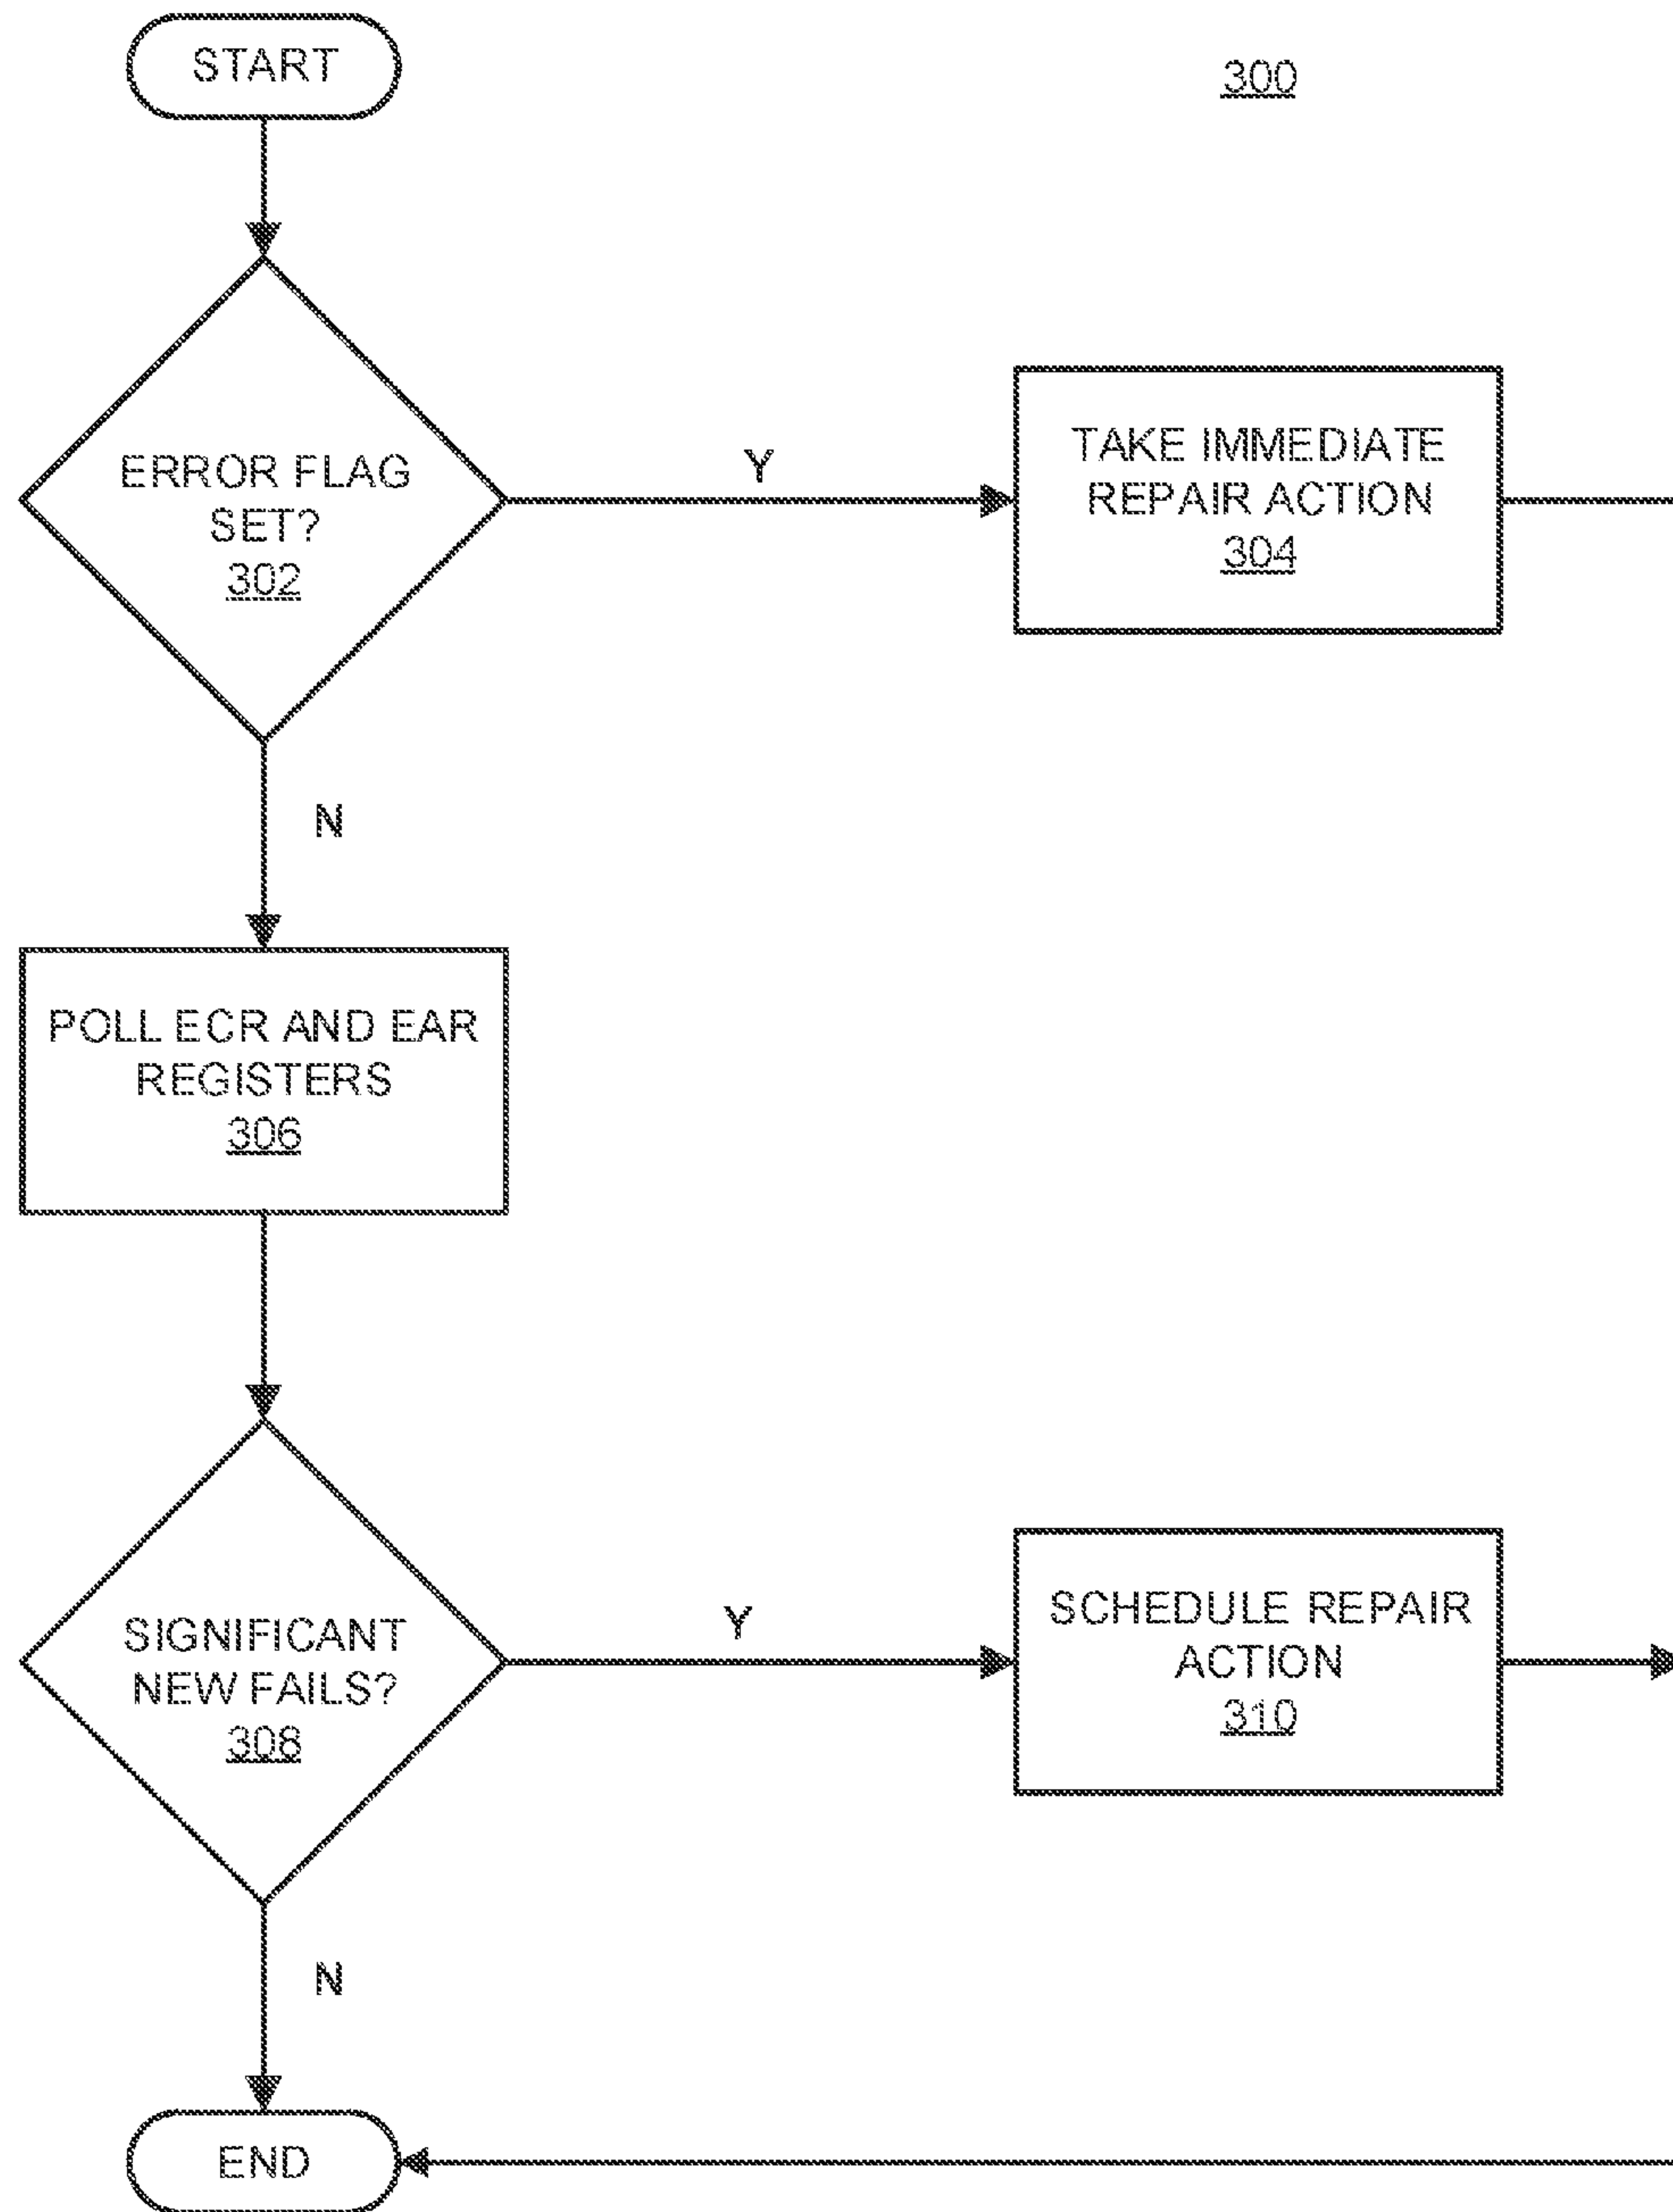 START
300
ERROR FLAG
SET?
302
Y
TAKE IMMEDIATE
REPAIR ACTION
304
N
POLL ECR AND EAR
REGISTERS
306
SIGNIFICANT
NEW FAILS?
308
Y
SCHEDULE REPAIR
ACTION
310
N
END